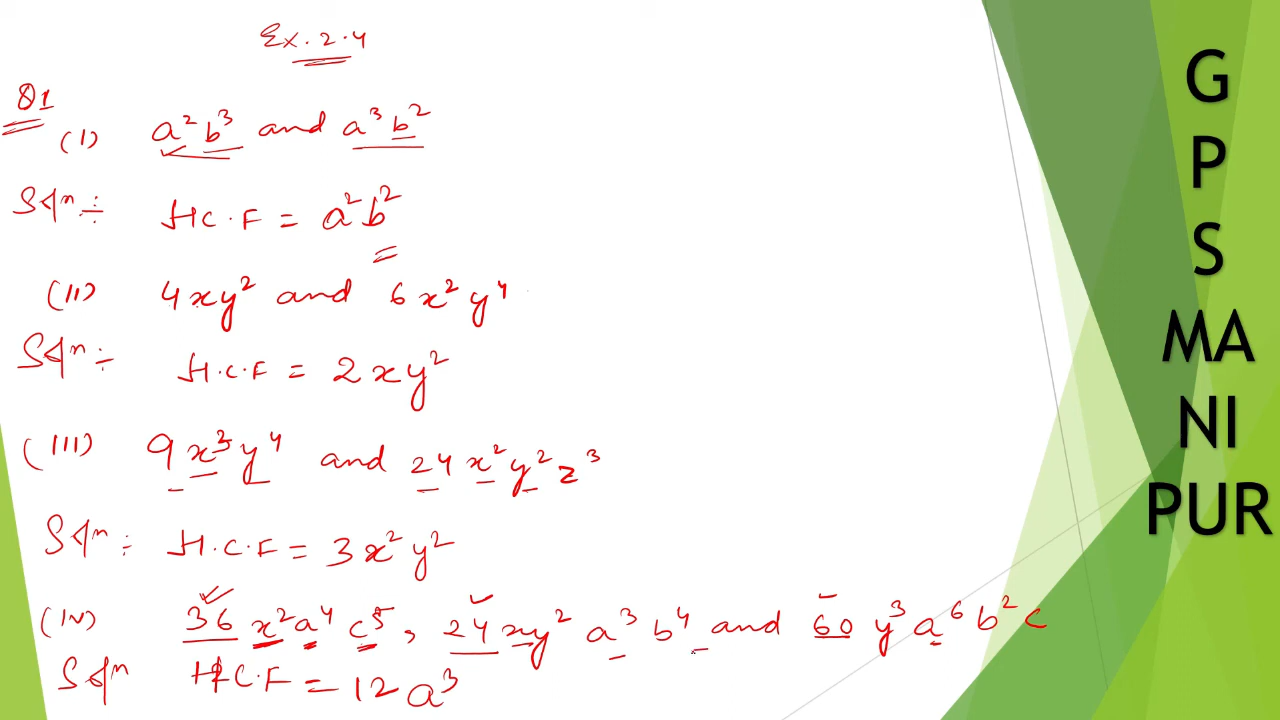 Ex. 2.4
Q1
(I) a²b³ and a³b²
Solⁿ ÷ H.C.F = a²b²
(II) 4xy² and 6x²y⁴
Solⁿ ÷ H.C.F = 2xy²
(III) 9x³y⁴ and 24x²y²z³
Solⁿ ÷ H.C.F = 3x²y²
(IV) 36x²a⁴c⁵, 24xy²a³b⁴ and 60y³a⁶b²c
Solⁿ H.C.F = 12a³
G
P
S
MA
NI
PUR